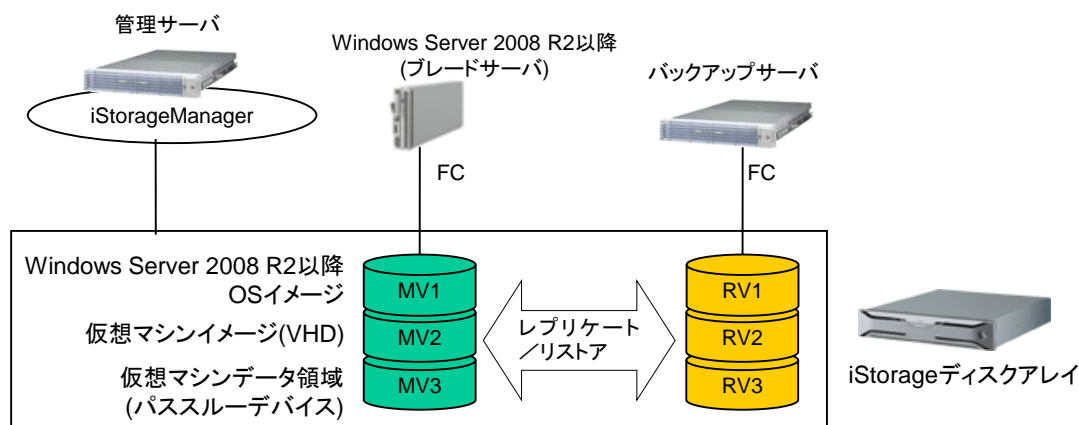 管理サーバ
iStorageManager
Windows Server 2008 R2以降
(ブレードサーバ)
バックアップサーバ
FC
FC
Windows Server 2008 R2以降
OSイメージ
仮想マシンイメージ(VHD)
仮想マシンデータ領域
(パススルーデバイス)
MV1
MV2
MV3
レプリケート
／リストア
RV1
RV2
RV3
iStorageディスクアレイ